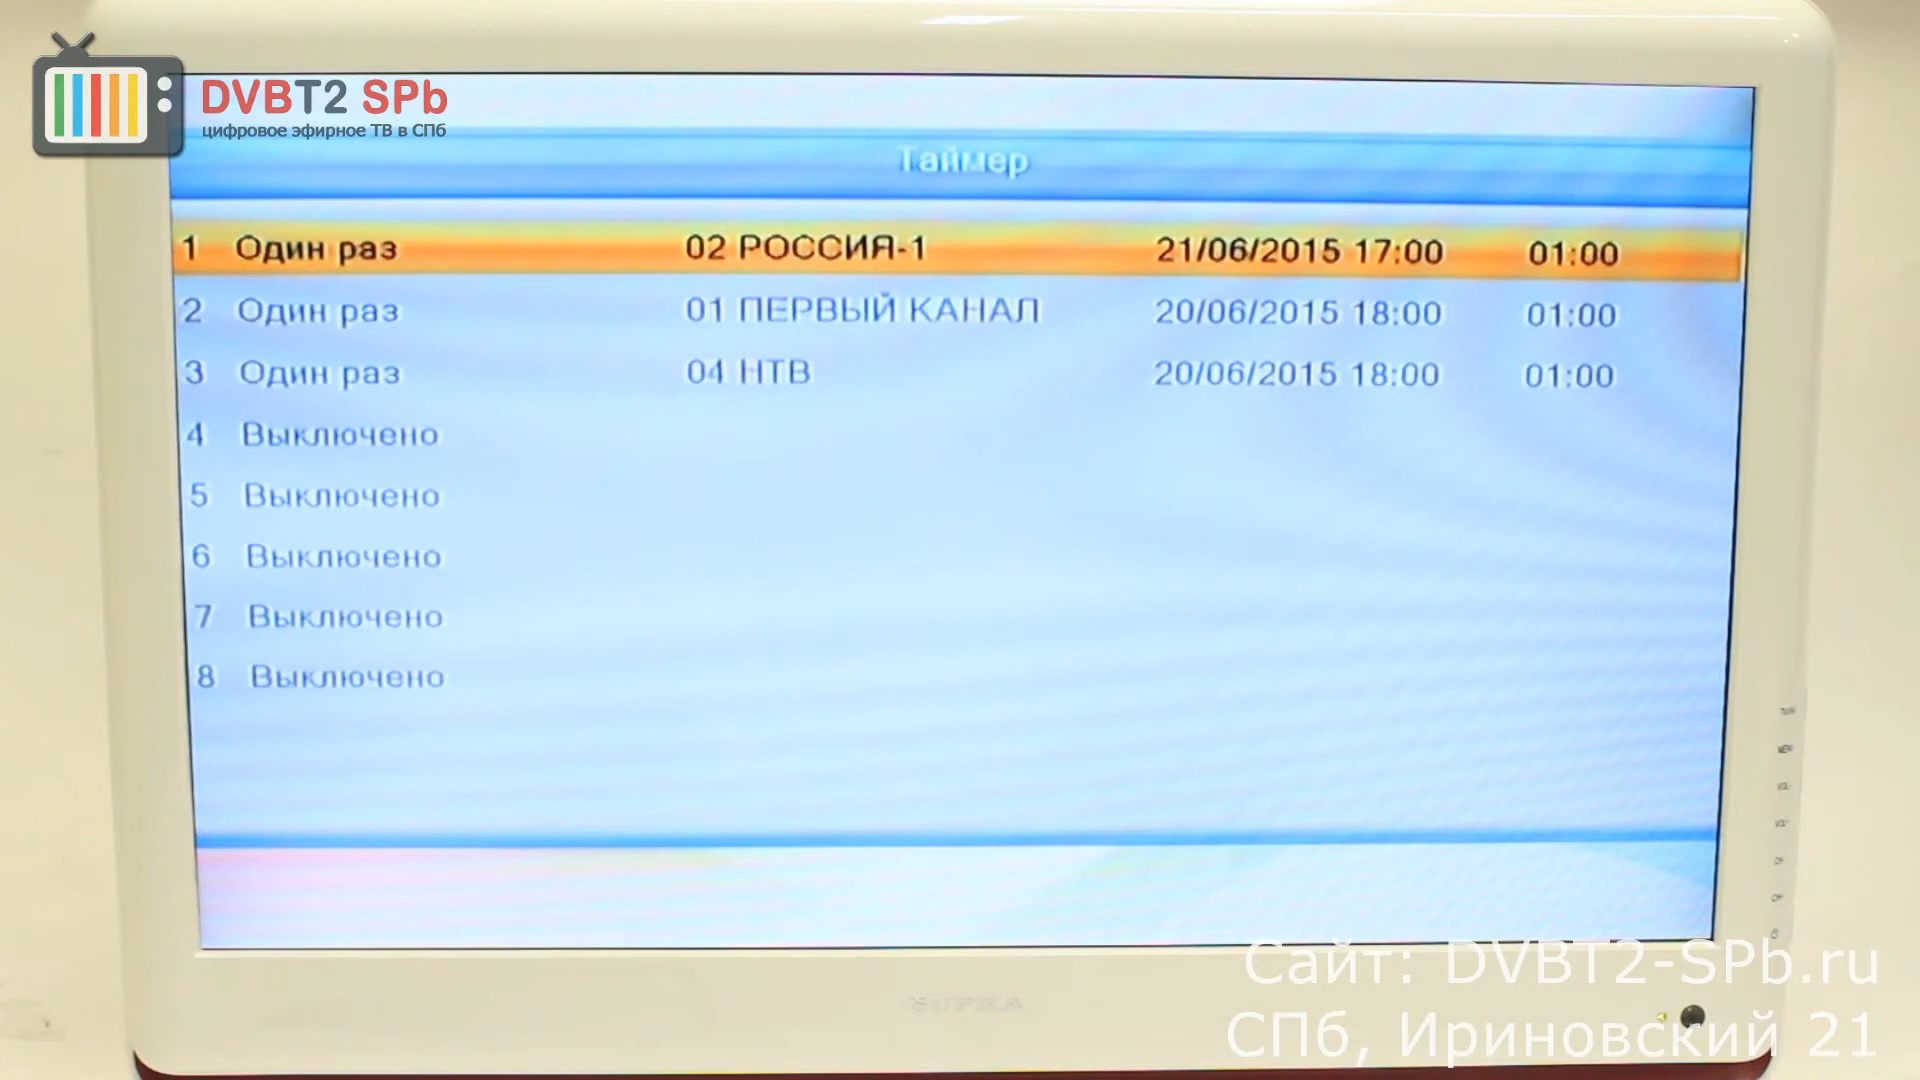 DVBT2 SPb
цифровое эфирное ТВ в СПб
Таймер
1 Один раз 02 РОССИЯ-1 21/06/2015 17:00 01:00
2 Один раз 01 ПЕРВЫЙ КАНАЛ 20/06/2015 18:00 01:00
3 Один раз 04 НТВ 20/06/2015 18:00 01:00
4 Выключено
5 Выключено
6 Выключено
7 Выключено
8 Выключено
MENU
SUPRA
Сайт: DVBT2-SPb.ru
СПб, Ириновский 21